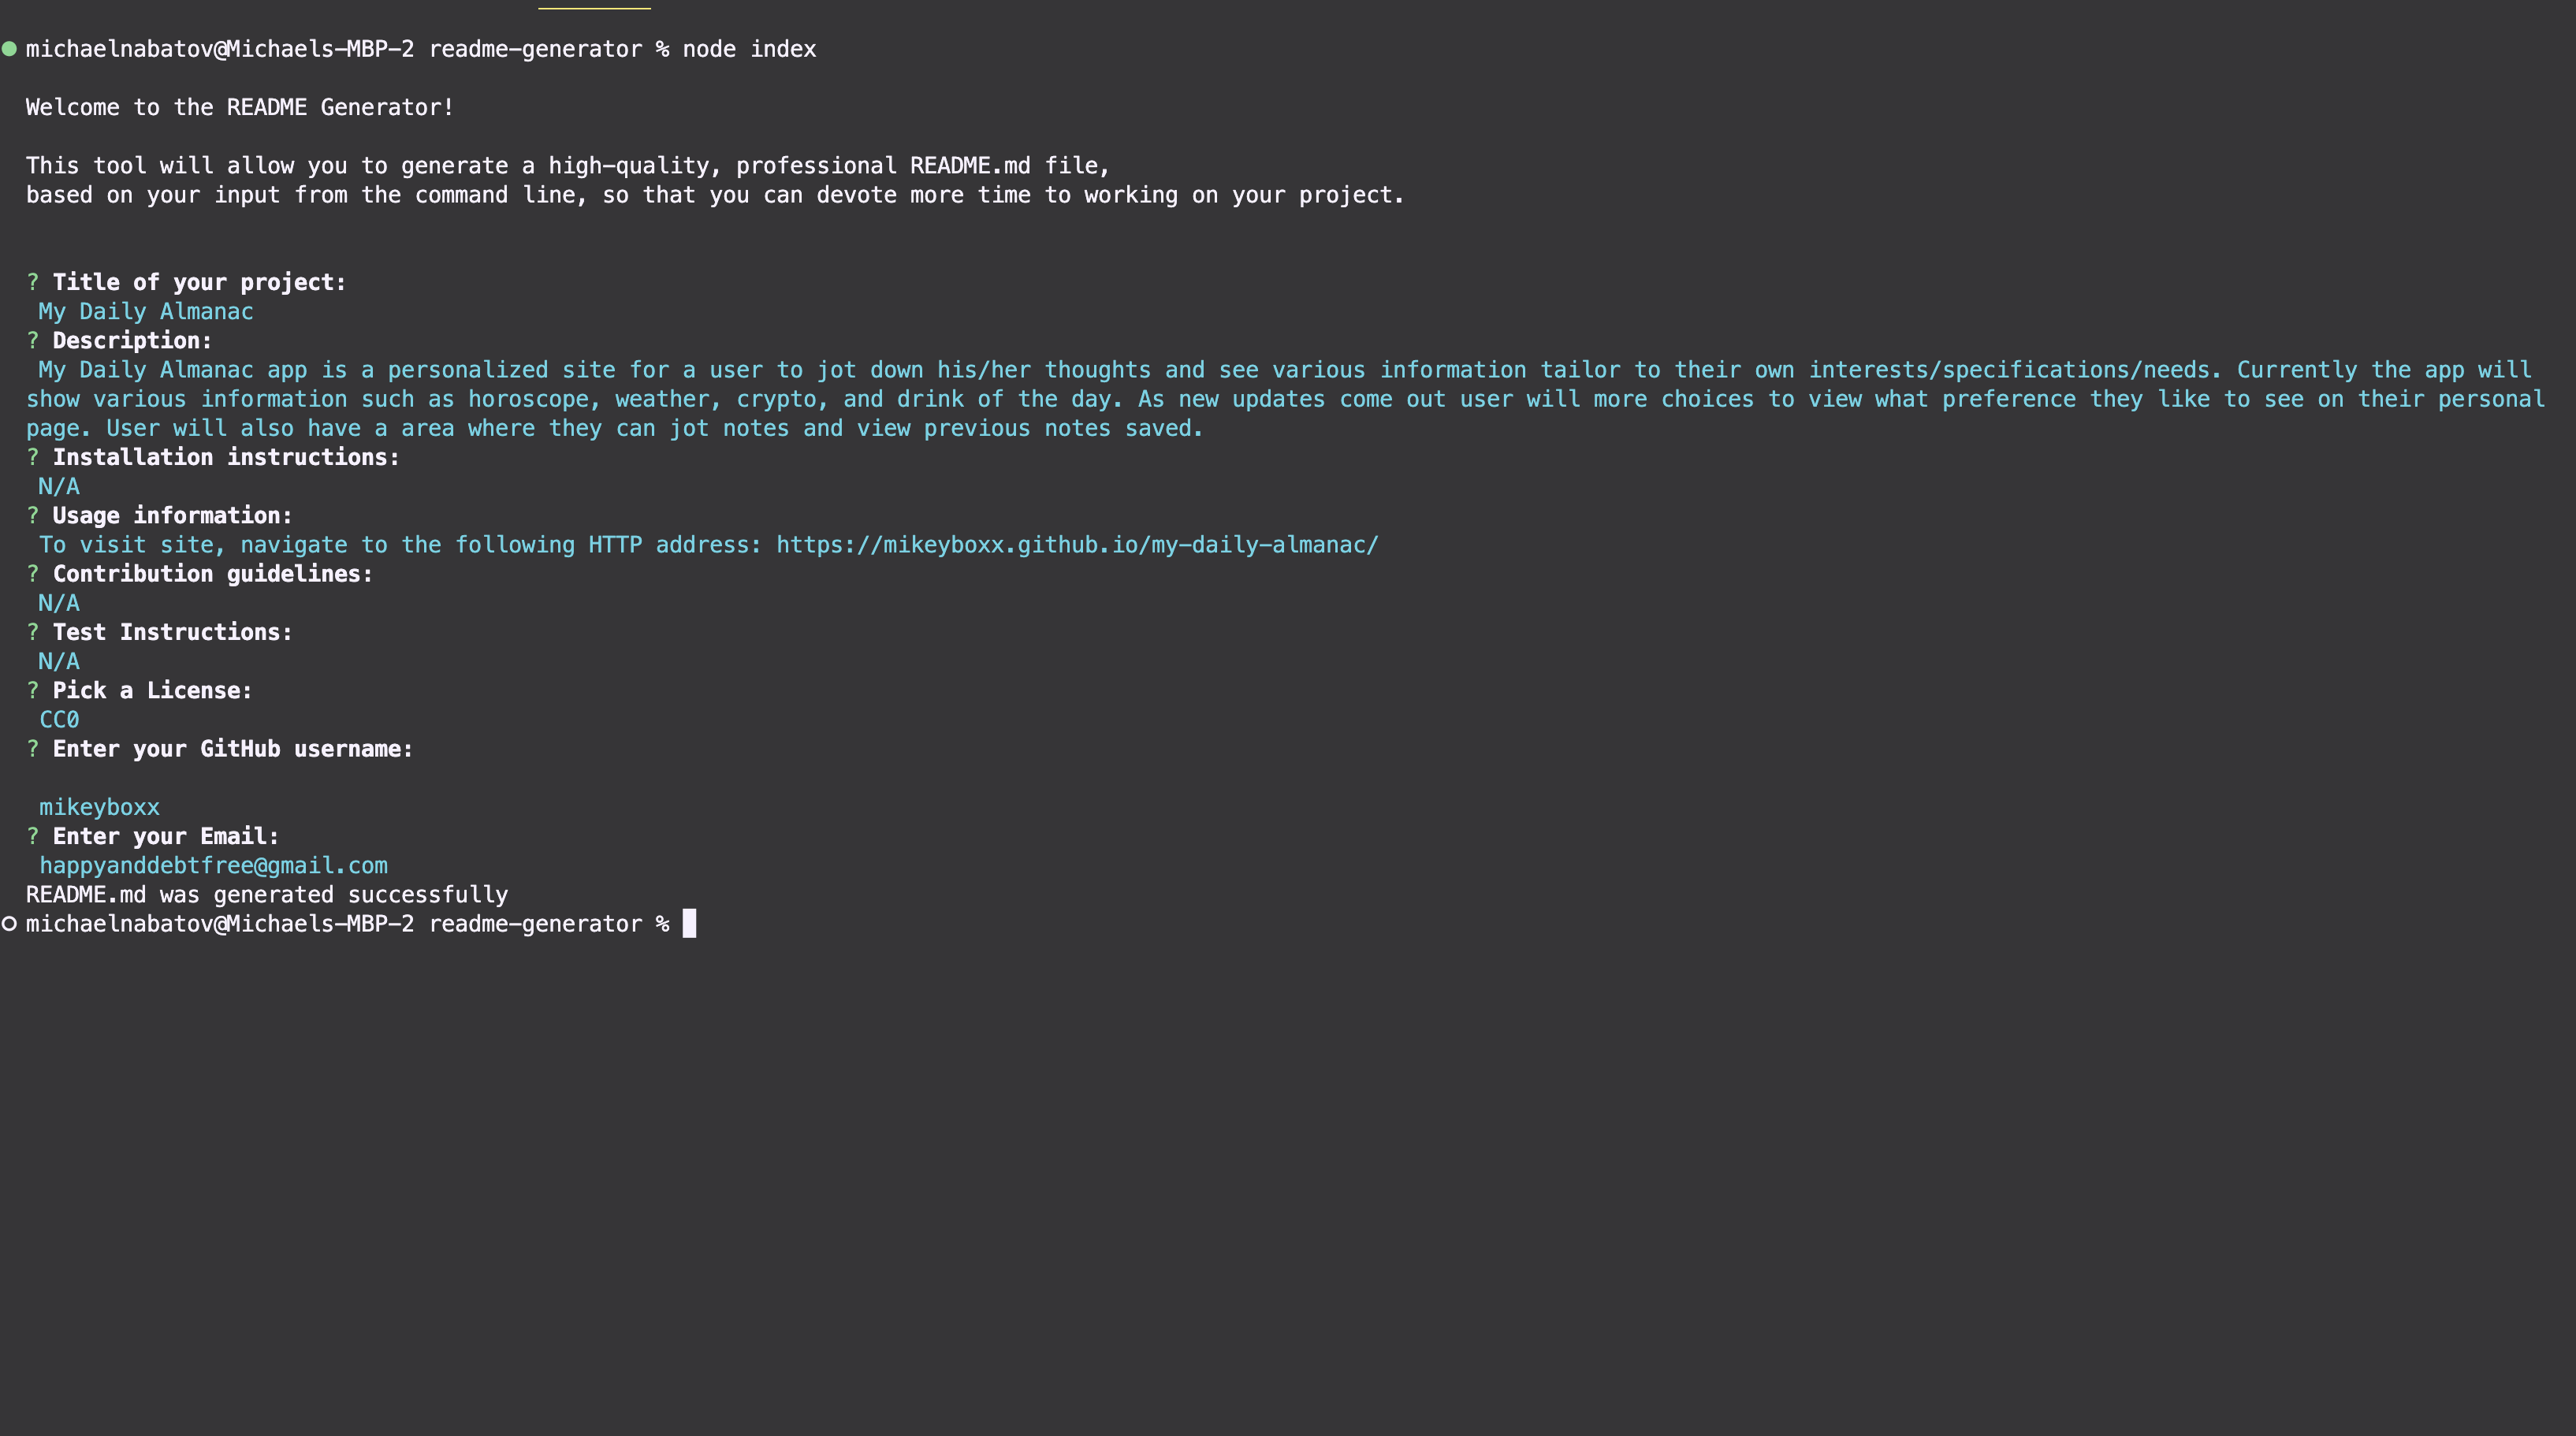 michaelnabatov@Michaels-MBP-2 readme-generator % node index
Welcome to the README Generator!
This tool will allow you to generate a high-quality, professional README.md file,
based on your input from the command line, so that you can devote more time to working on your project.
? Title of your project:
My Daily Almanac
? Description:
My Daily Almanac app is a personalized site for a user to jot down his/her thoughts and see various information tailor to their own interests/specifications/needs. Currently the app will
show various information such as horoscope, weather, crypto, and drink of the day. As new updates come out user will more choices to view what preference they like to see on their personal
page. User will also have a area where they can jot notes and view previous notes saved.
? Installation instructions:
N/A
? Usage information:
To visit site, navigate to the following HTTP address: https://mikeyboxx.github.io/my-daily-almanac/
? Contribution guidelines:
N/A
? Test Instructions:
N/A
? Pick a License:
CC0
? Enter your GitHub username:
mikeyboxx
? Enter your Email:
happyanddebtfree@gmail.com
README.md was generated successfully
michaelnabatov@Michaels-MBP-2 readme-generator %